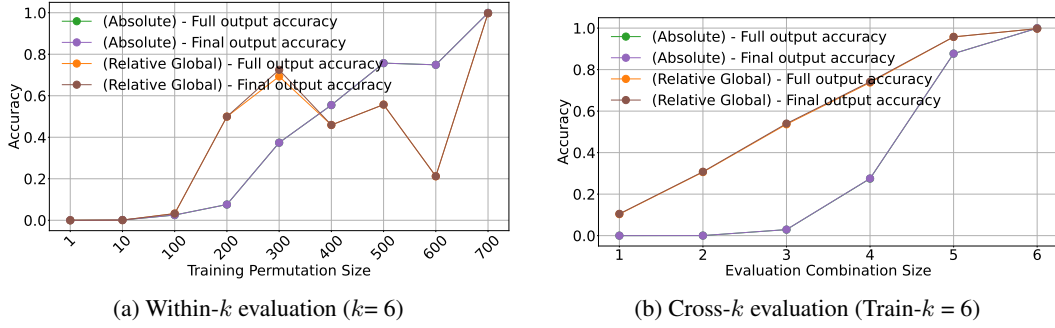 1.0
0.8
0.6
0.4
0.2
0.0
Accuracy
(Absolute) - Full output accuracy
(Absolute) - Final output accuracy
(Relative Global) - Full output accuracy
(Relative Global) - Final output accuracy
1 10 100 200 300 400 500 600 700
Training Permutation Size
(a) Within-k evaluation (k= 6)
1.0
0.8
0.6
0.4
0.2
0.0
Accuracy
(Absolute) - Full output accuracy
(Absolute) - Final output accuracy
(Relative Global) - Full output accuracy
(Relative Global) - Final output accuracy
1 2 3 4 5 6
Evaluation Combination Size
(b) Cross-k evaluation (Train-k = 6)